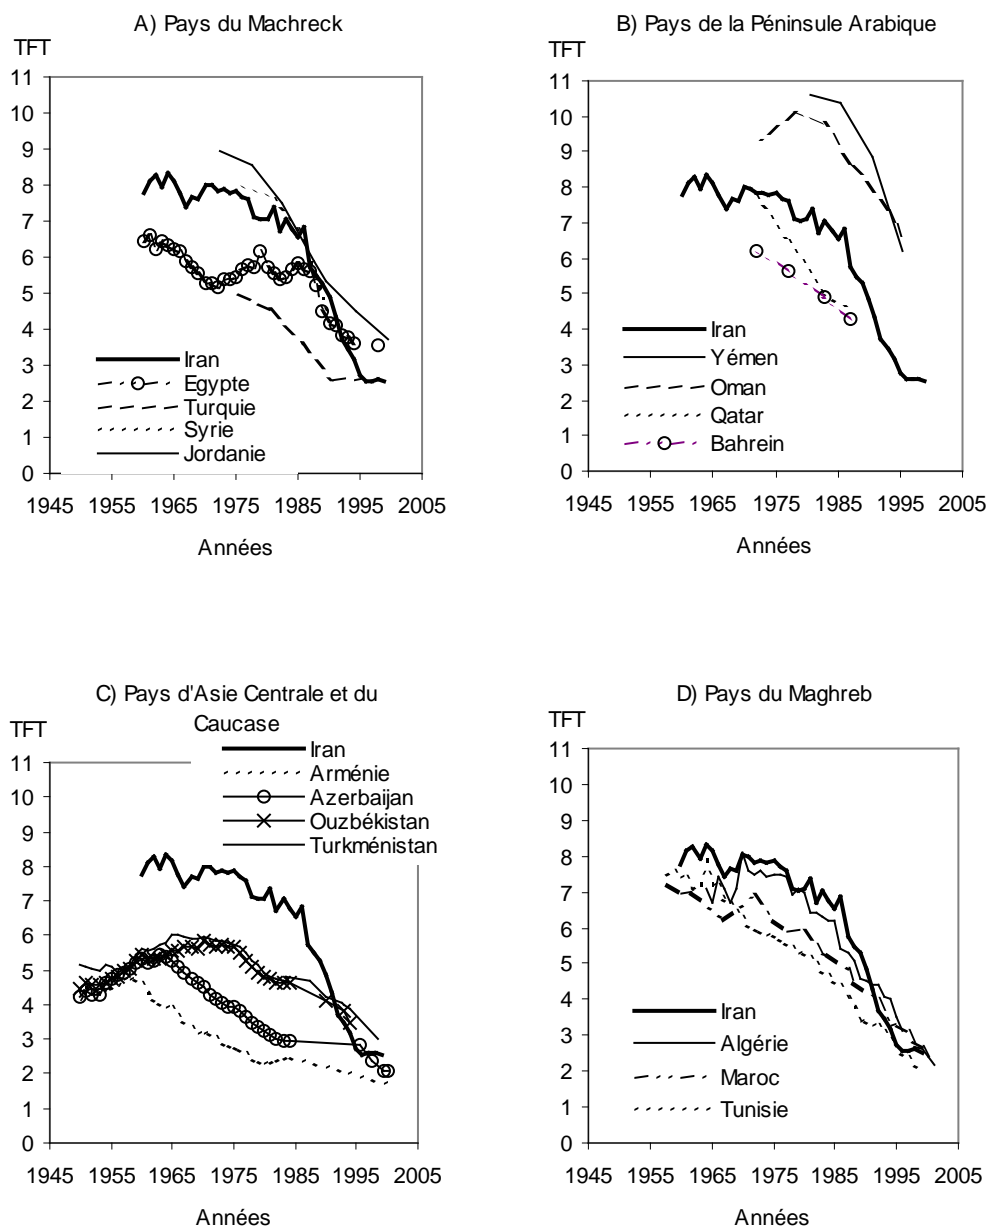 A) Pays du Machreck
TFT
11
10
9
8
7
6
5
4
3
2
1
0
Iran
Egypte
Turquie
Syrie
Jordanie
1945 1955 1965 1975 1985 1995 2005
Années
B) Pays de la Péninsule Arabique
TFT
11
10
9
8
7
6
5
4
3
2
1
0
Iran
Yémen
Oman
Qatar
Bahrein
1945 1955 1965 1975 1985 1995 2005
Années
C) Pays d'Asie Centrale et du
Caucase
TFT
11
10
9
8
7
6
5
4
3
2
1
0
Iran
Arménie
Azerbaijan
Ouzbékistan
Turkménistan
1945 1955 1965 1975 1985 1995 2005
Années
D) Pays du Maghreb
TFT
11
10
9
8
7
6
5
4
3
2
1
0
Iran
Algérie
Maroc
Tunisie
1945 1955 1965 1975 1985 1995 2005
Années